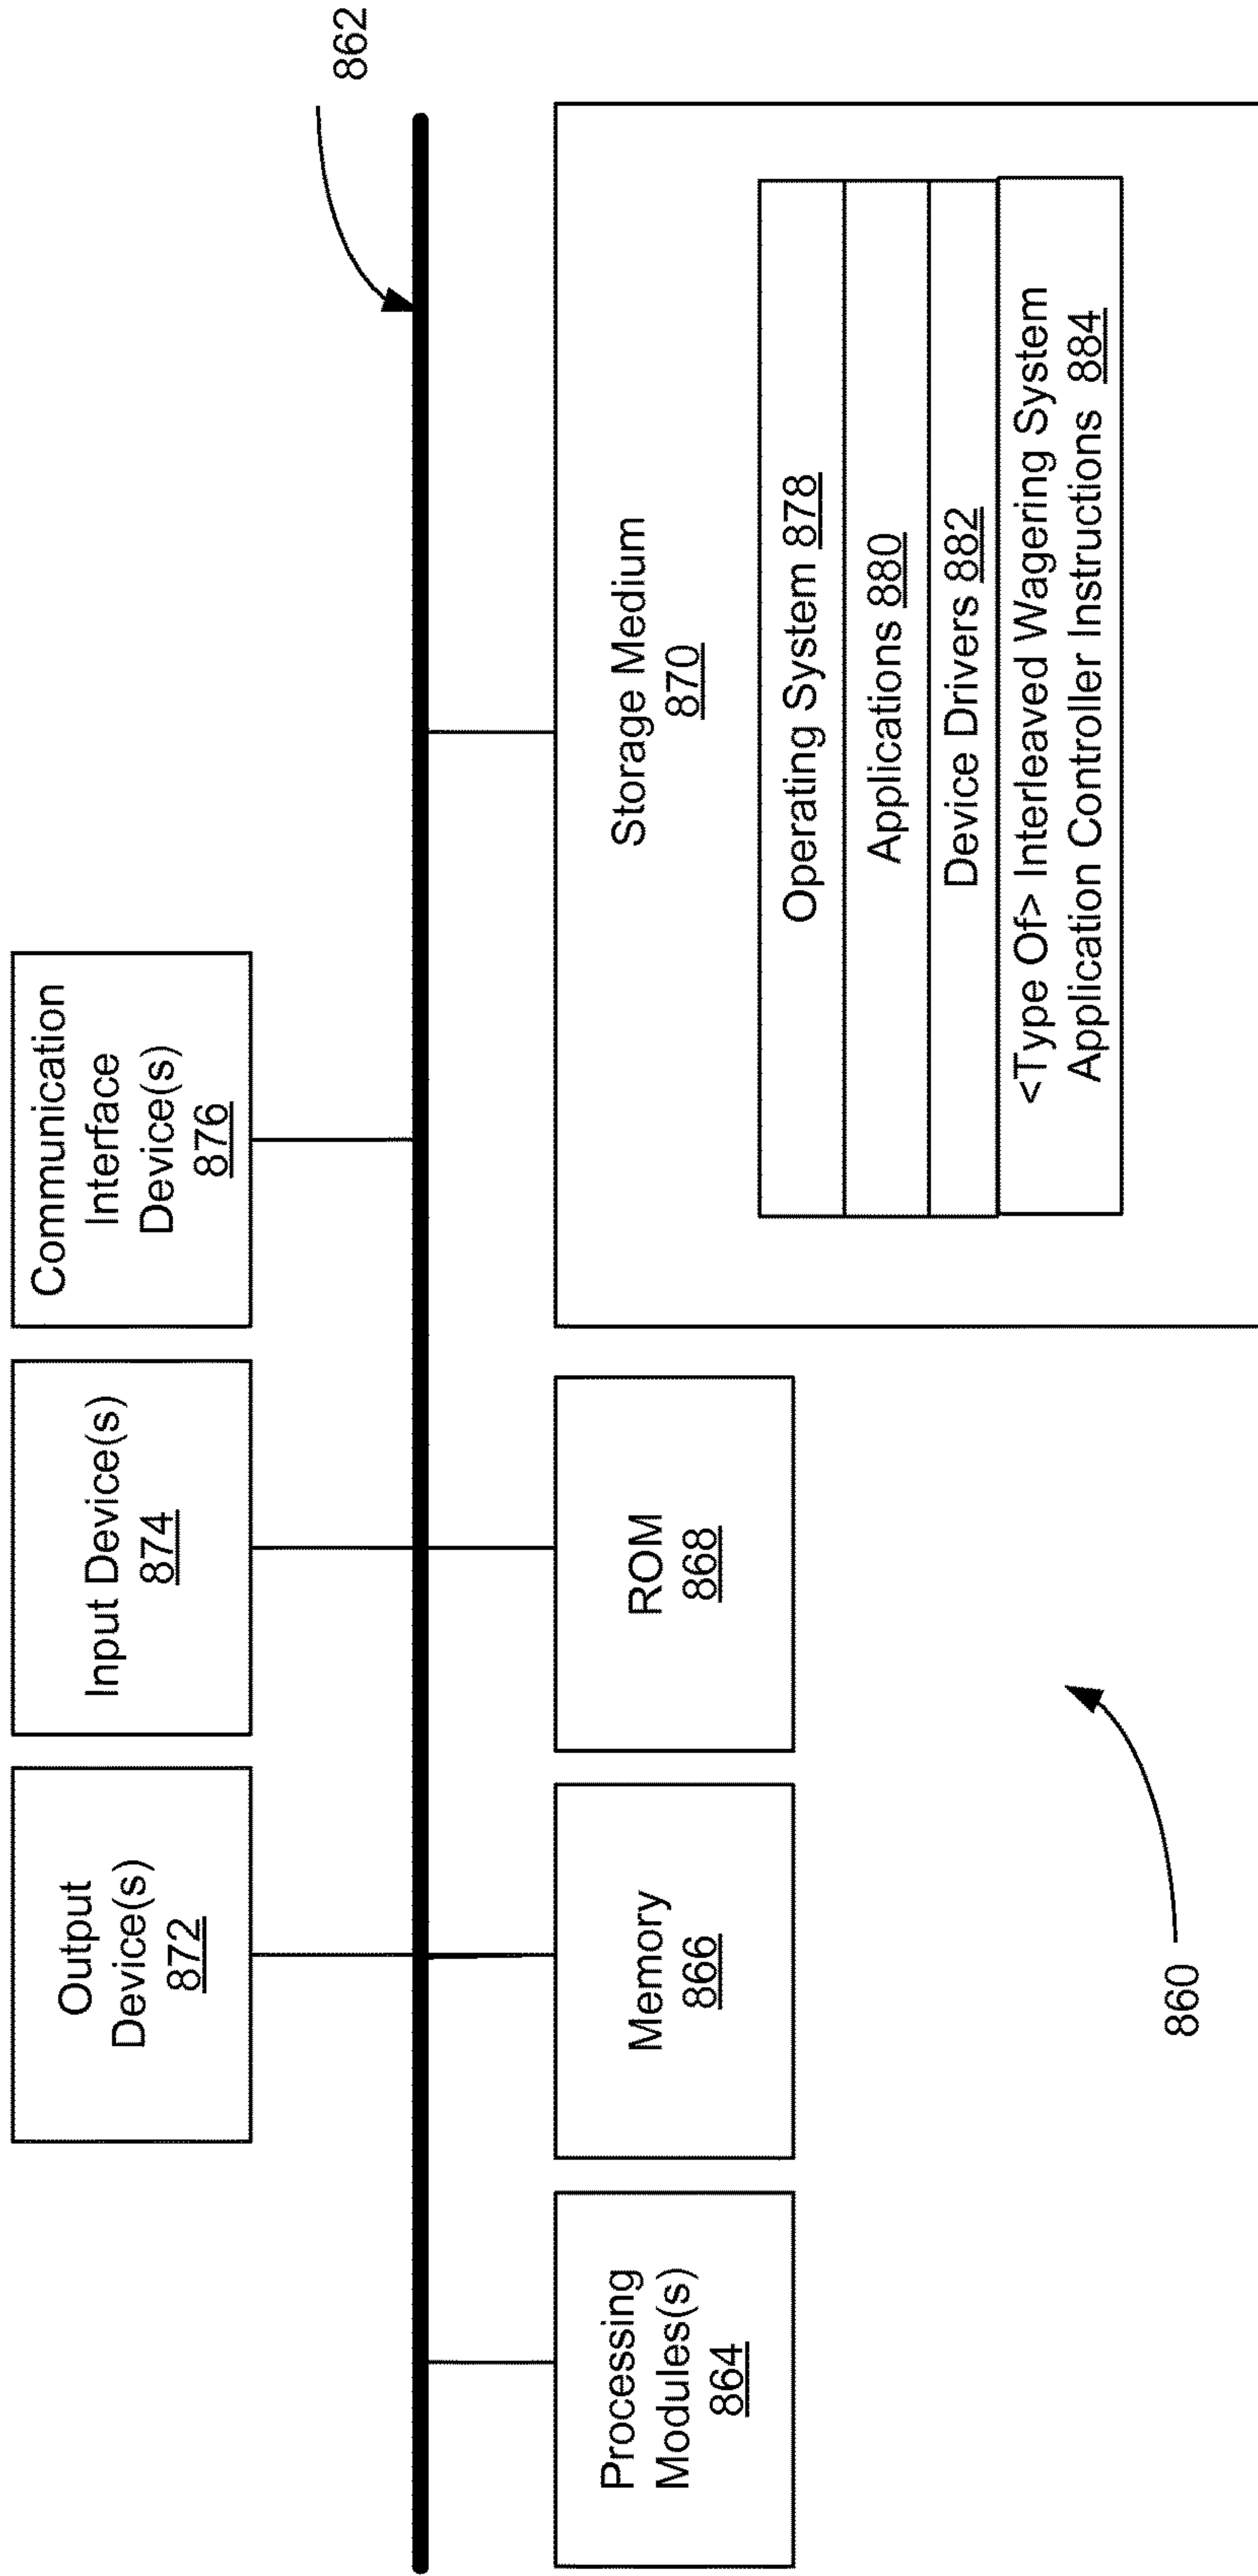 862
Output
Device(s)
872
Input Device(s)
874
Communication
Interface
Device(s)
876
Processing
Modules(s)
864
Memory
866
ROM
868
Storage Medium
870
Operating System 878
Applications 880
Device Drivers 882
<Type Of> Interleaved Wagering System
Application Controller Instructions 884
860